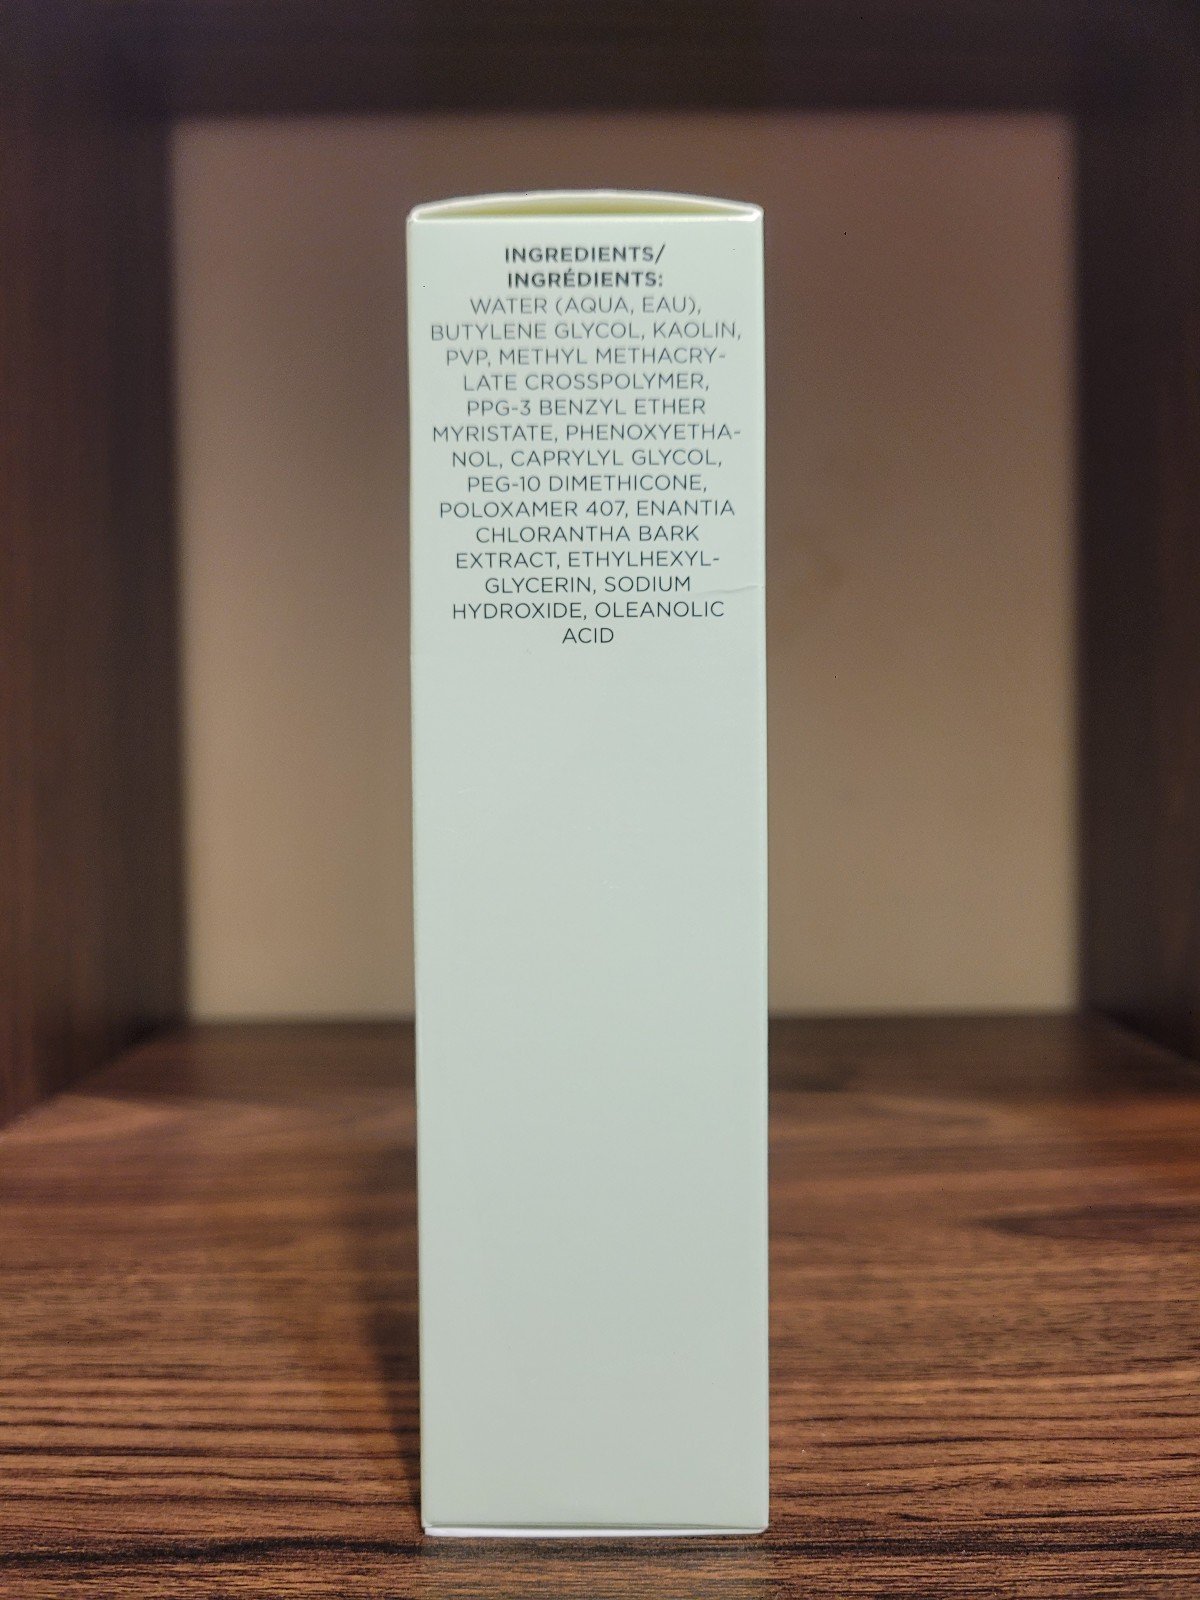 INGREDIENTS/
INGRÉDIENTS:
WATER (AQUA, EAU),
BUTYLENE GLYCOL, KAOLIN,
PVP, METHYL METHACRY-
LATE CROSSPOLYMER,
PPG-3 BENZYL ETHER
MYRISTATE, PHENOXYETHA-
NOL, CAPRYLYL GLYCOL,
PEG-10 DIMETHICONE,
POLOXAMER 407, ENANTIA
CHLORANTHA BARK
EXTRACT, ETHYLHEXYL-
GLYCERIN, SODIUM
HYDROXIDE, OLEANOLIC
ACID